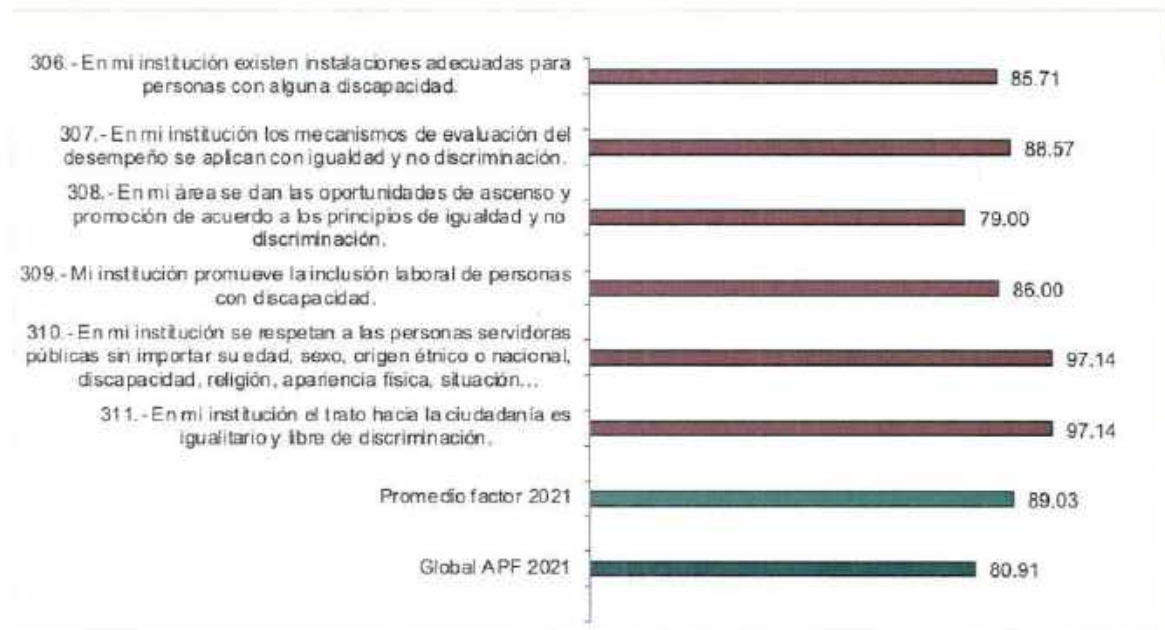 306.- En mi institución existen instalaciones adecuadas para
personas con alguna discapacidad.
85.71
307.- En mi institución los mecanismos de evaluación del
desempeño se aplican con igualdad y no discriminación.
88.57
308.- En mi área se dan las oportunidades de ascenso y
promoción de acuerdo a los principios de igualdad y no
discriminación.
79.00
309.- Mi institución promueve la inclusión laboral de personas
con discapacidad.
86.00
310.- En mi institución se respetan a las personas servidoras
públicas sin importar su edad, sexo, origen étnico o nacional,
discapacidad, religión, apariencia física, situación...
97.14
311.- En mi institución el trato hacia la ciudadanía es
igualitario y libre de discriminación.
97.14
Promedio factor 2021
89.03
Global APF 2021
80.91